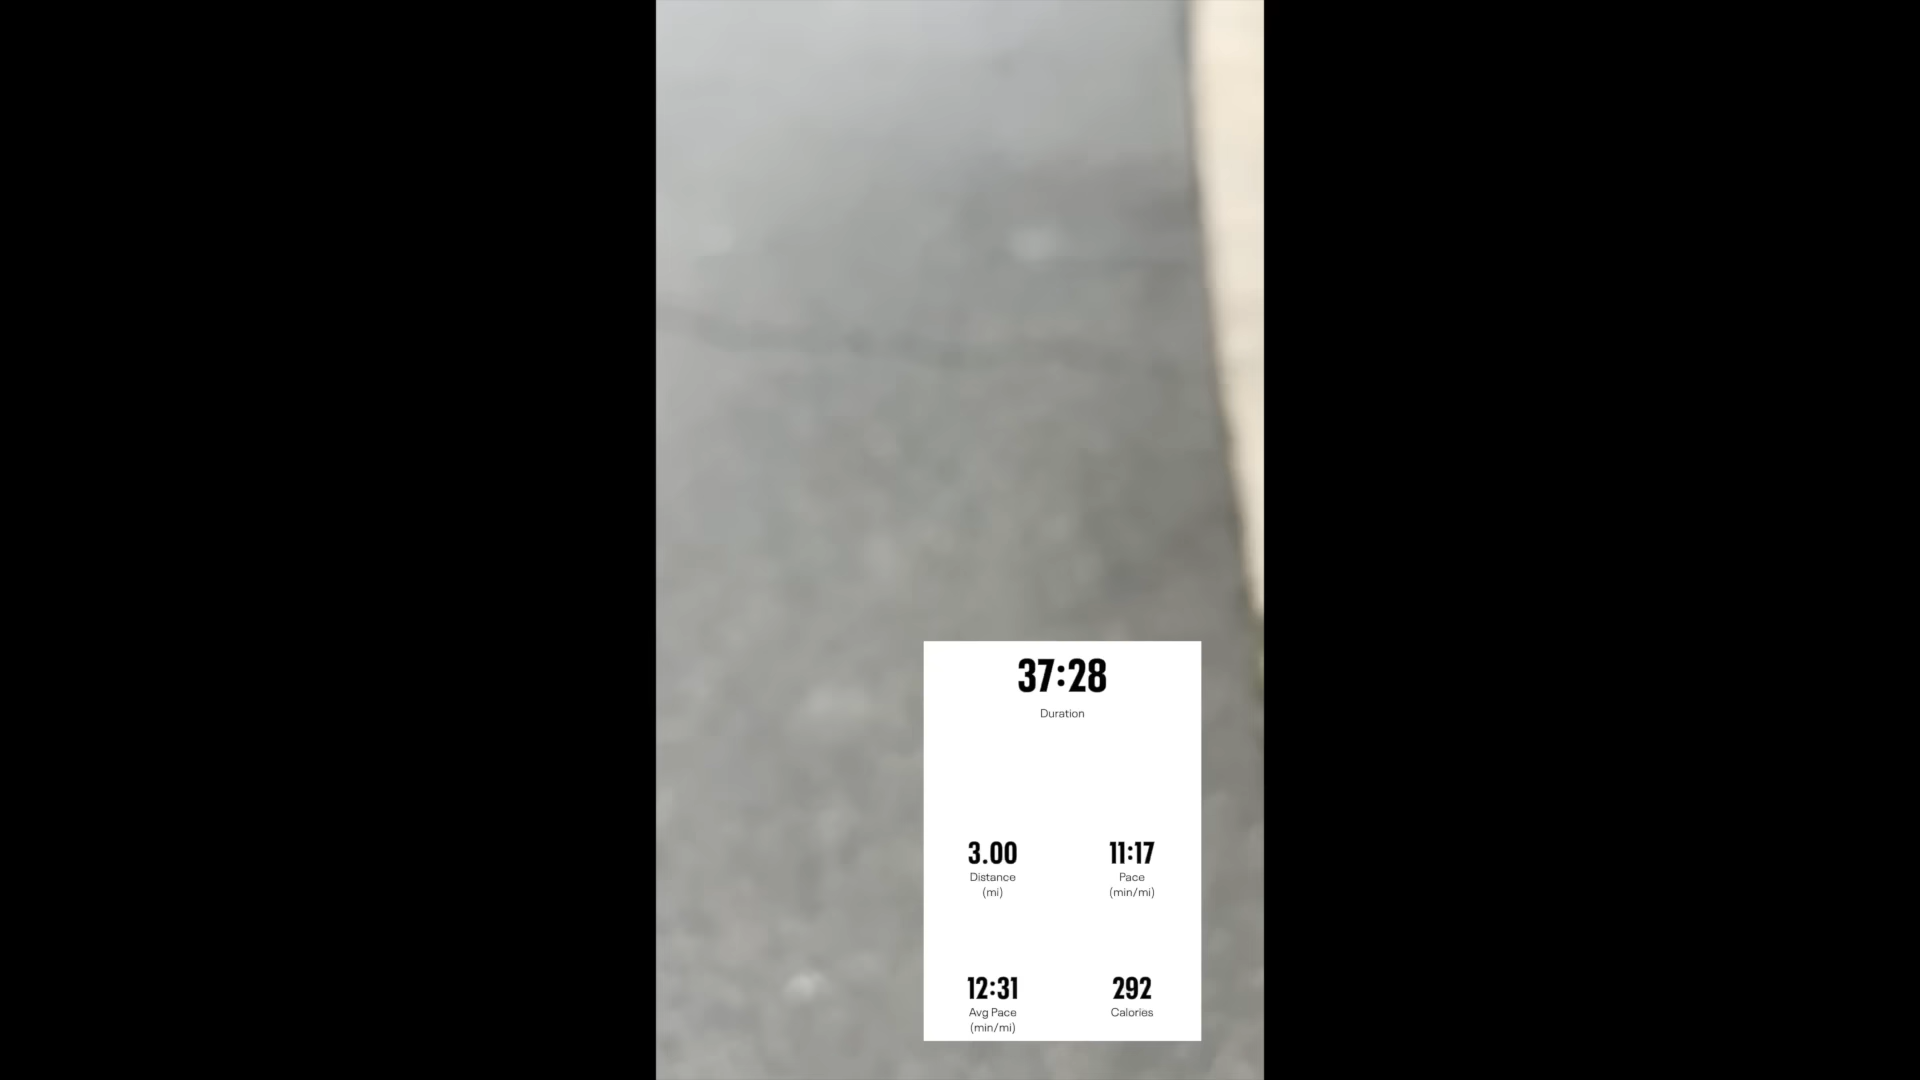 37:28
Duration
3.00
Distance
(mi)
11:17
Pace
(min/mi)
12:31
Avg Pace
(min/mi)
292
Calories